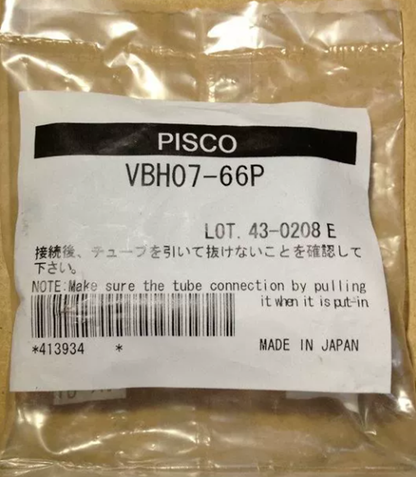 PISCO
VBH07-66P
LOT. 43-0208 E
接続後、チューブを引いて抜けないことを確認して
下さい。
NOTE:Make sure the tube connection by pulling
it when it is put-in
*413934 *
MADE IN JAPAN